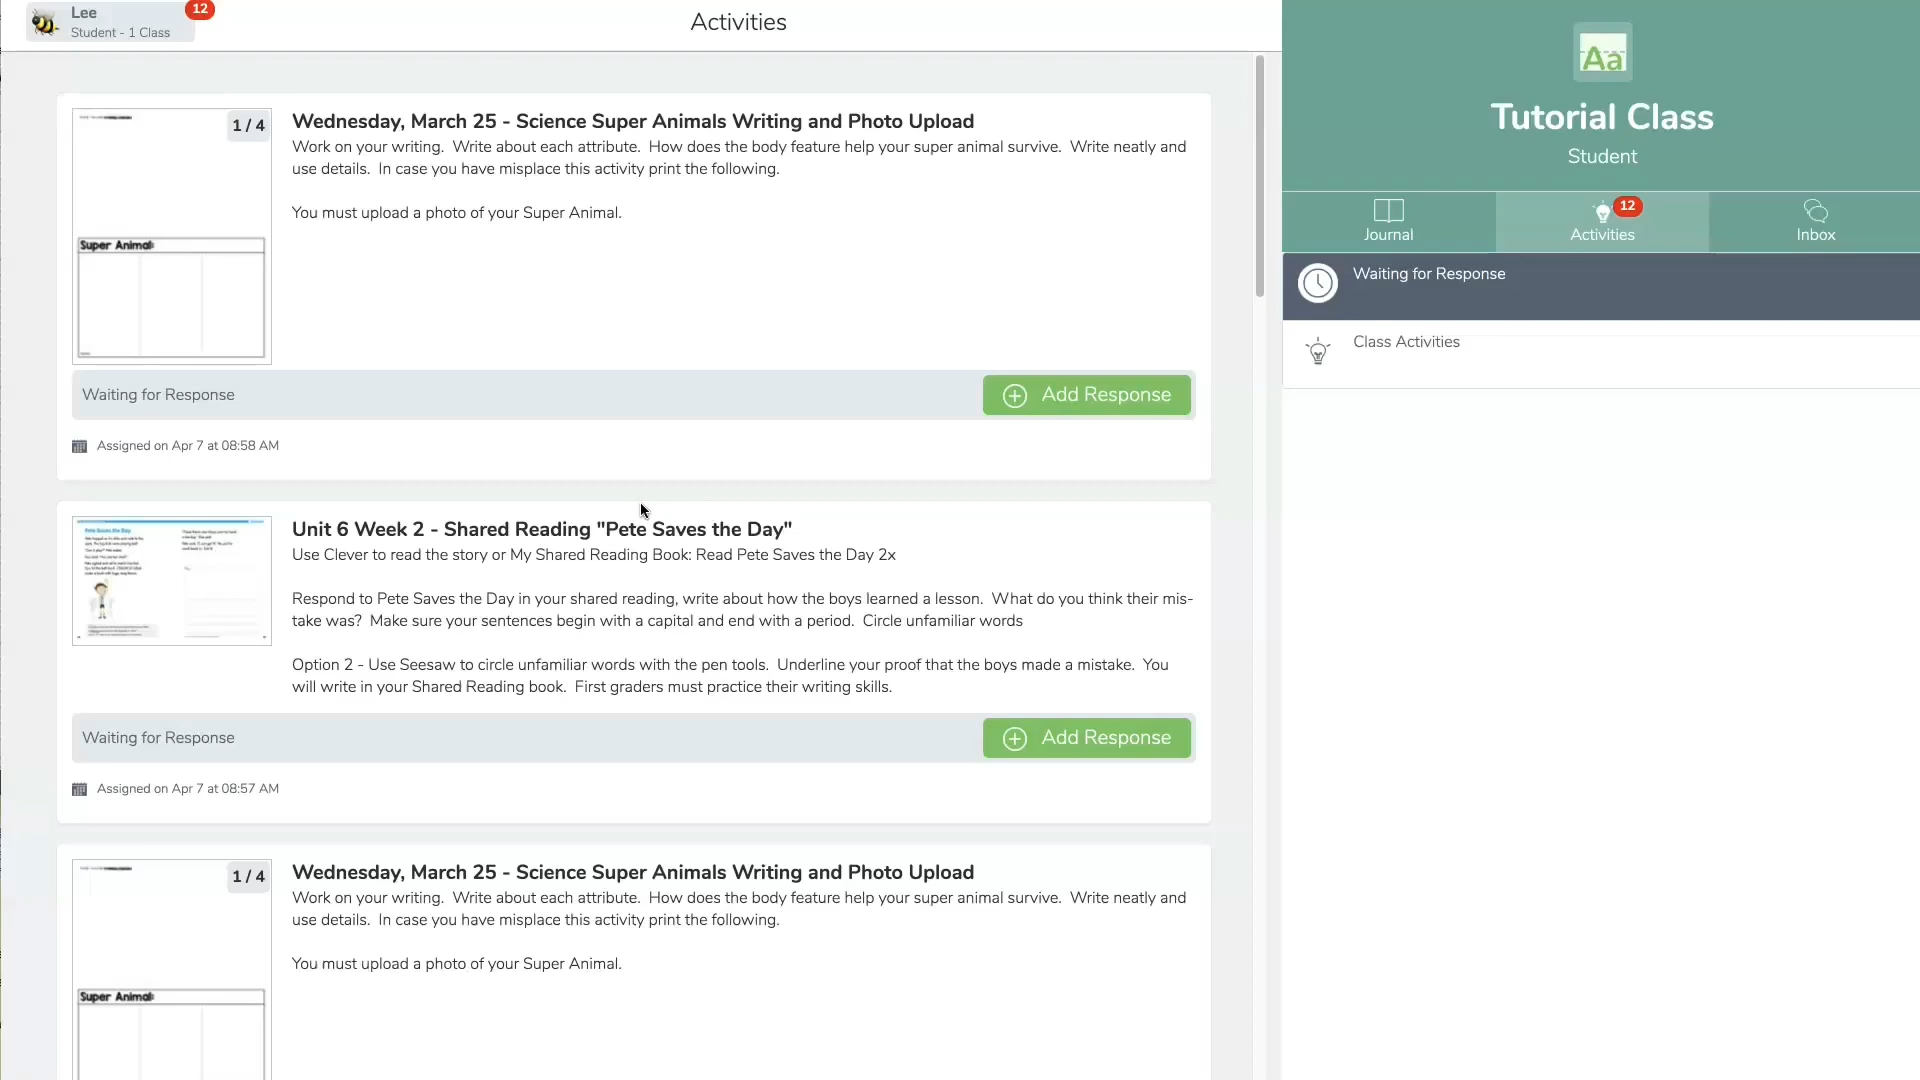 Lee
12
Student - 1 Class
Activities
1 / 4
Super Animal:
Wednesday, March 25 - Science Super Animals Writing and Photo Upload
Work on your writing.  Write about each attribute.  How does the body feature help your super animal survive.  Write neatly and
use details.  In case you have misplace this activity print the following.
You must upload a photo of your Super Animal.
Waiting for Response
Add Response
Assigned on Apr 7 at 08:58 AM
Pete Saves the Day
Unit 6 Week 2 - Shared Reading "Pete Saves the Day"
Use Clever to read the story or My Shared Reading Book: Read Pete Saves the Day 2x
Respond to Pete Saves the Day in your shared reading, write about how the boys learned a lesson.  What do you think their mis-
take was?  Make sure your sentences begin with a capital and end with a period.  Circle unfamiliar words
Option 2 - Use Seesaw to circle unfamiliar words with the pen tools.  Underline your proof that the boys made a mistake.  You
will write in your Shared Reading book.  First graders must practice their writing skills.
Waiting for Response
Add Response
Assigned on Apr 7 at 08:57 AM
1 / 4
Super Animal:
Wednesday, March 25 - Science Super Animals Writing and Photo Upload
Work on your writing.  Write about each attribute.  How does the body feature help your super animal survive.  Write neatly and
use details.  In case you have misplace this activity print the following.
You must upload a photo of your Super Animal.
Aa
Tutorial Class
Student
Journal
12
Activities
Inbox
Waiting for Response
Class Activities